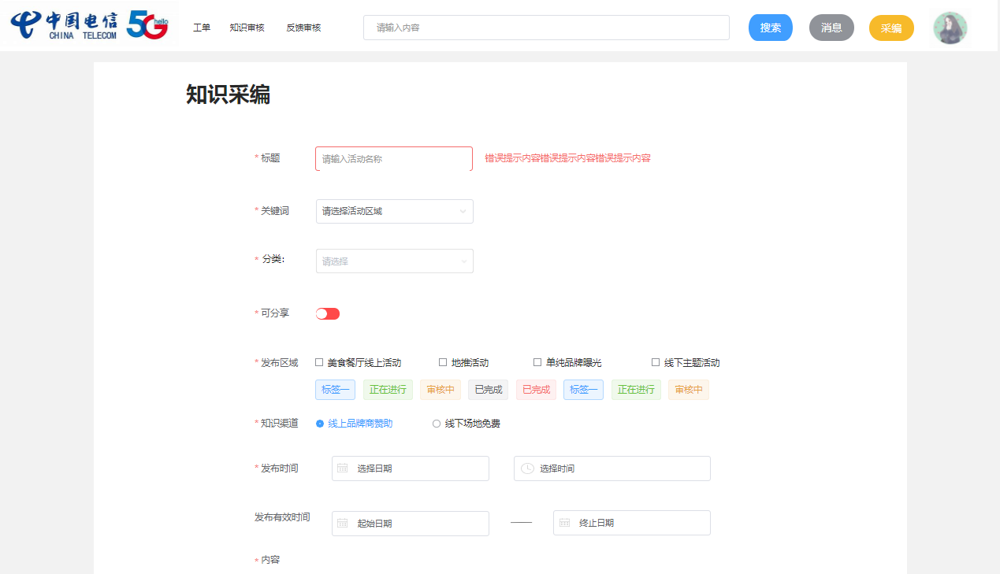 中国电信 CHINA TELECOM 5G hello 工单 知识审核 反馈审核 请输入内容 搜索 消息 采编
知识采编
* 标题 请输入活动名称 错误提示内容错误提示内容错误提示内容
* 关键词 请选择活动区域
* 分类: 请选择
* 可分享
* 发布区域 美食餐厅线上活动 地推活动 单纯品牌曝光 线下主题活动
标签一 正在进行 审核中 已完成 已完成 标签一 正在进行 审核中
* 知识渠道 线上品牌商赞助 线下场地免费
* 发布时间 选择日期 选择时间
发布有效时间 起始日期 —— 终止日期
* 内容